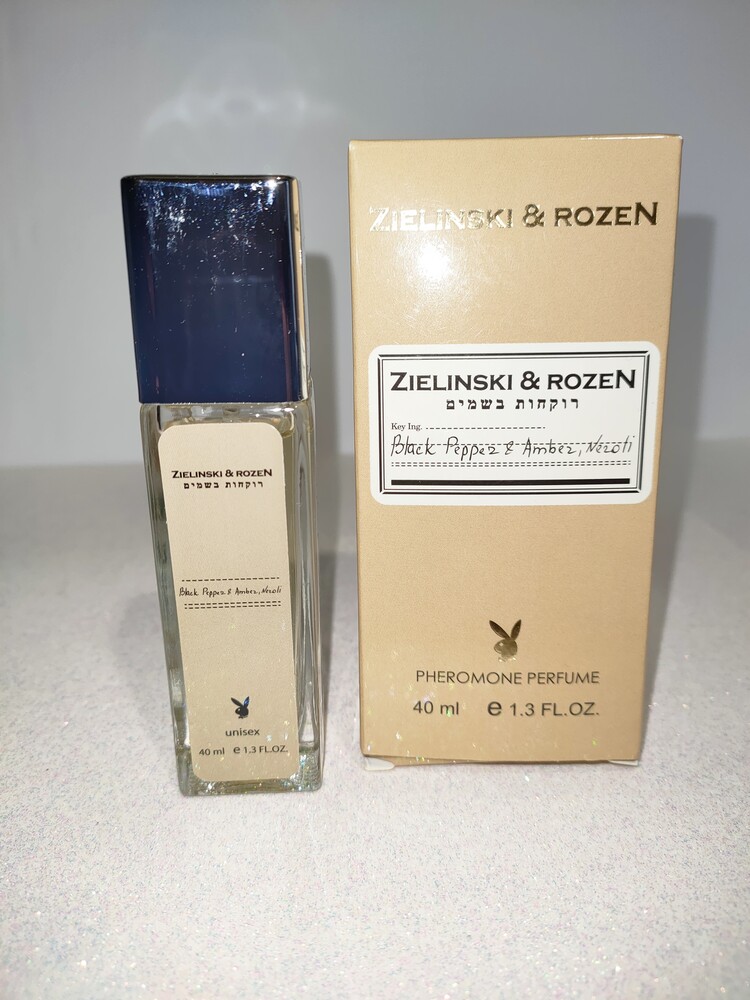 ZIELINSKI & ROZEN
רוקחות בשמים
Black Pepper & Amber, Neroli
unisex
40 ml e 1.3 FL.OZ.
ZIELINSKI & ROZEN
ZIELINSKI & ROZEN
רוקחות בשמים
Key Ing.
Black Pepper & Amber, Neroli
PHEROMONE PERFUME
40 ml e 1.3 FL.OZ.